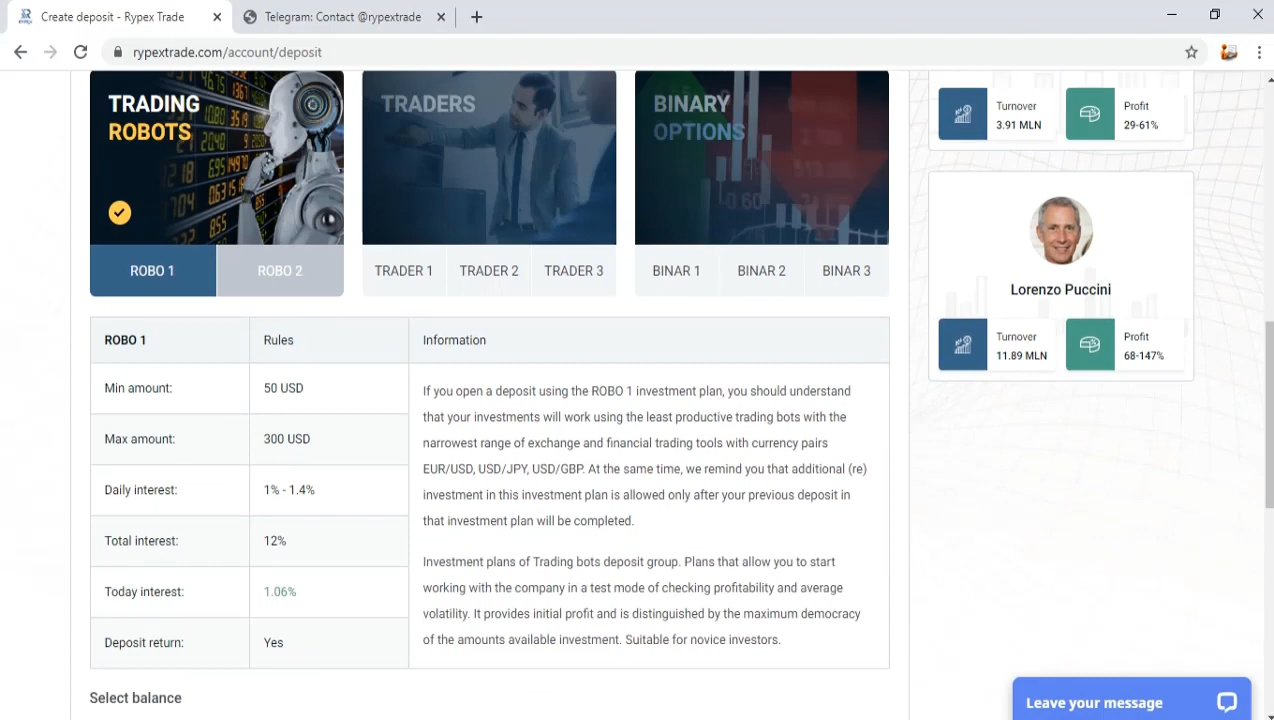 Create deposit - Rypex Trade
Telegram: Contact @rypextrade
rypextrade.com/account/deposit
TRADING
ROBOTS
TRADERS
BINARY
OPTIONS
ROBO 1
ROBO 2
TRADER 1
TRADER 2
TRADER 3
BINAR 1
BINAR 2
BINAR 3
ROBO 1
Rules
Information
Min amount:
50 USD
Max amount:
300 USD
Daily interest:
1% - 1.4%
Total interest:
12%
Today interest:
1.06%
Deposit return:
Yes
If you open a deposit using the ROBO 1 investment plan, you should understand
that your investments will work using the least productive trading bots with the
narrowest range of exchange and financial trading tools with currency pairs
EUR/USD, USD/JPY, USD/GBP. At the same time, we remind you that additional (re)
investment in this investment plan is allowed only after your previous deposit in
that investment plan will be completed.
Investment plans of Trading bots deposit group. Plans that allow you to start
working with the company in a test mode of checking profitability and average
volatility. It provides initial profit and is distinguished by the maximum democracy
of the amounts available investment. Suitable for novice investors.
Select balance
Turnover
3.91 MLN
Profit
29-61%
Lorenzo Puccini
Turnover
11.89 MLN
Profit
68-147%
Leave your message